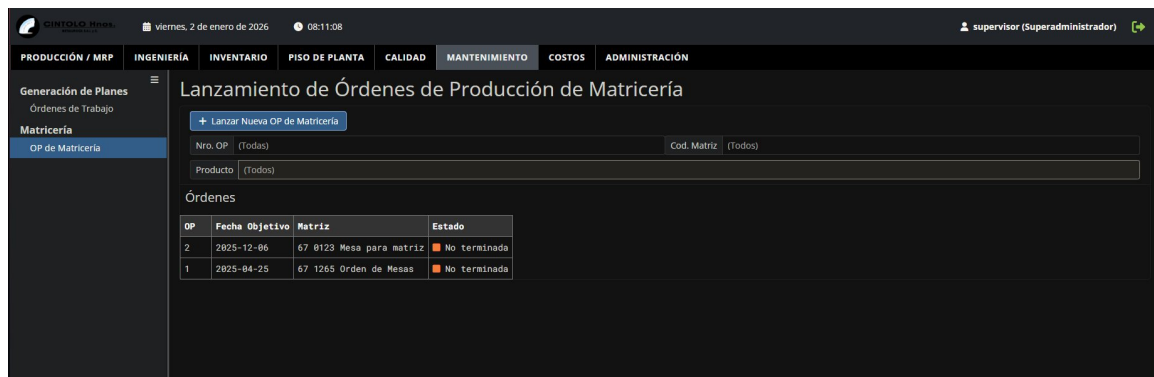 CINTOLO Hnos.
viernes, 2 de enero de 2026
08:11:08
supervisor (Superadministrador)
PRODUCCIÓN / MRP INGENIERÍA INVENTARIO PISO DE PLANTA CALIDAD MANTENIMIENTO COSTOS ADMINISTRACIÓN
Generación de Planes
Órdenes de Trabajo
Matricería
OP de Matricería
Lanzamiento de Órdenes de Producción de Matricería
+ Lanzar Nueva OP de Matricería
Nro. OP (Todas) Cod. Matriz (Todos)
Producto (Todos)
Órdenes
OP Fecha Objetivo Matriz Estado
2 2025-12-06 67 0123 Mesa para matriz No terminada
1 2025-04-25 67 1265 Orden de Mesas No terminada